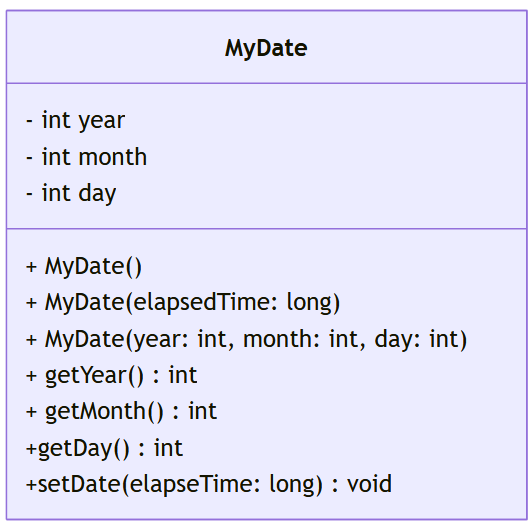 MyDate
- int year
- int month
- int day
+ MyDate()
+ MyDate(elapsedTime: long)
+ MyDate(year: int, month: int, day: int)
+ getYear() : int
+ getMonth() : int
+getDay() : int
+setDate(elapseTime: long) : void